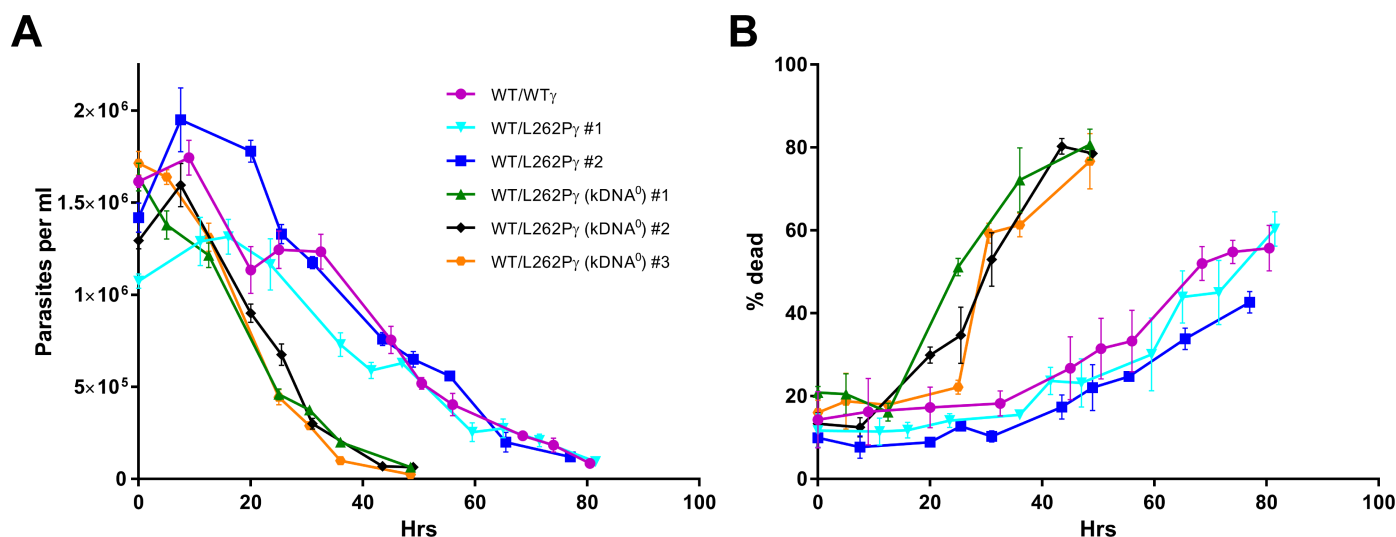 A
Parasites per ml
2×10⁶
1.5×10⁶
1×10⁶
5×10⁵
0
0 20 40 60 80 100
Hrs
WT/WTγ
WT/L262Pγ #1
WT/L262Pγ #2
WT/L262Pγ (kDNA⁰) #1
WT/L262Pγ (kDNA⁰) #2
WT/L262Pγ (kDNA⁰) #3
B
% dead
100
80
60
40
20
0
0 20 40 60 80 100
Hrs